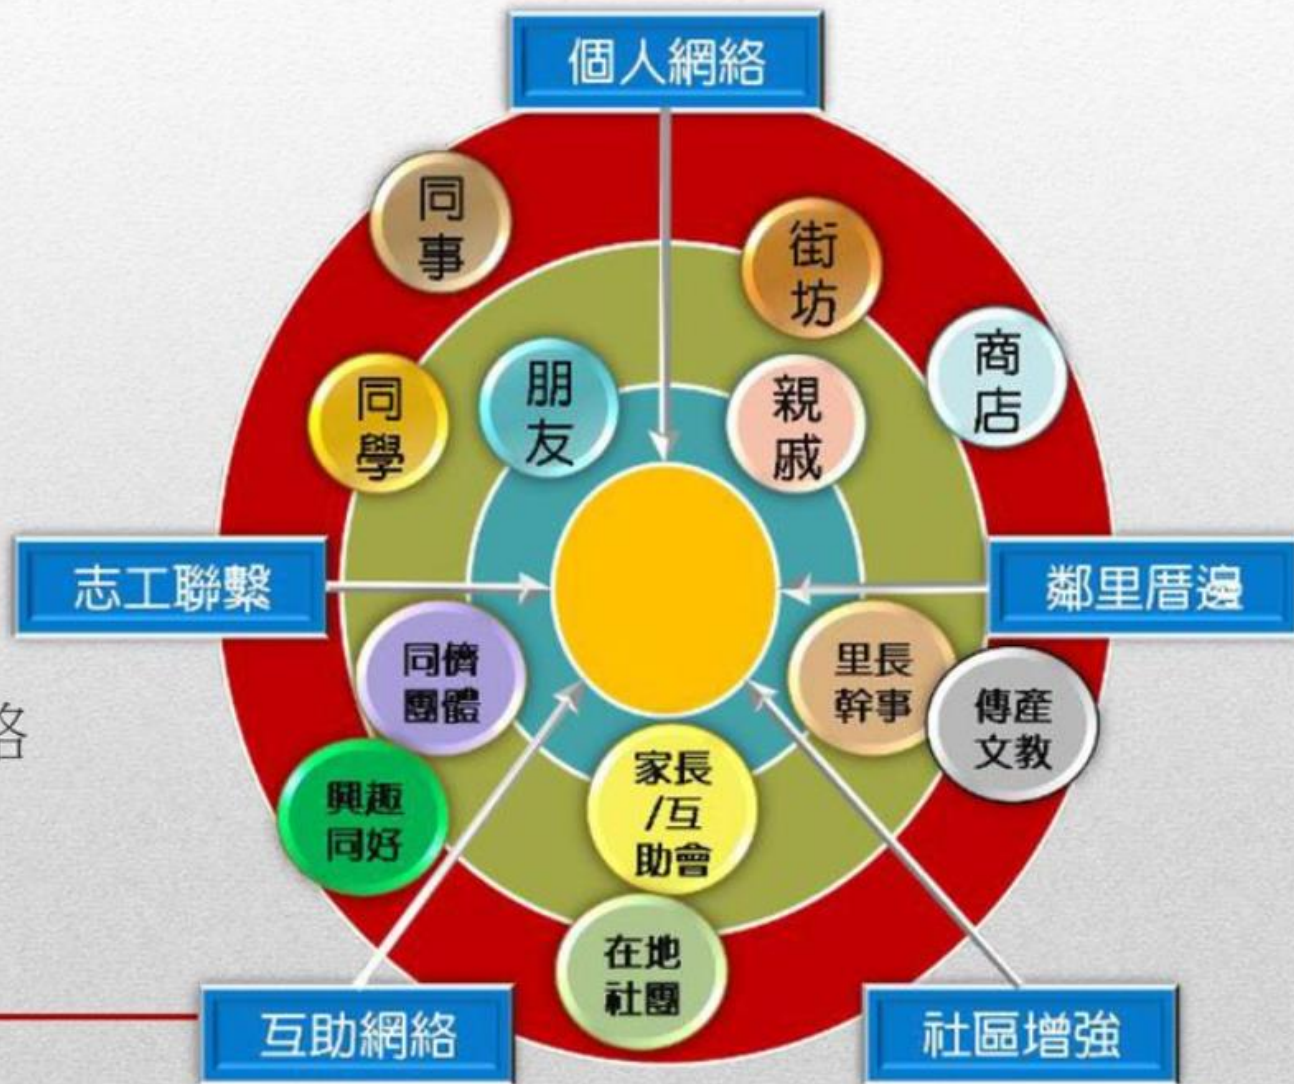 個人網絡
同
事
街
坊
商
店
同
學
朋
友
親
戚
志工聯繫
鄰里厝邊
同儕
團體
里長
幹事
傳產
文教
絡
興趣
同好
家長
/互
助會
在地
社團
互助網絡
社區增強